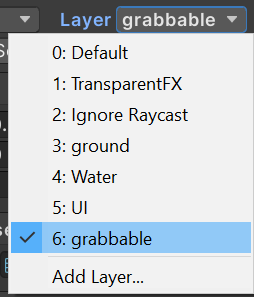 Layer grabbable
0: Default
1: TransparentFX
2: Ignore Raycast
3: ground
4: Water
5: UI
6: grabbable
Add Layer...